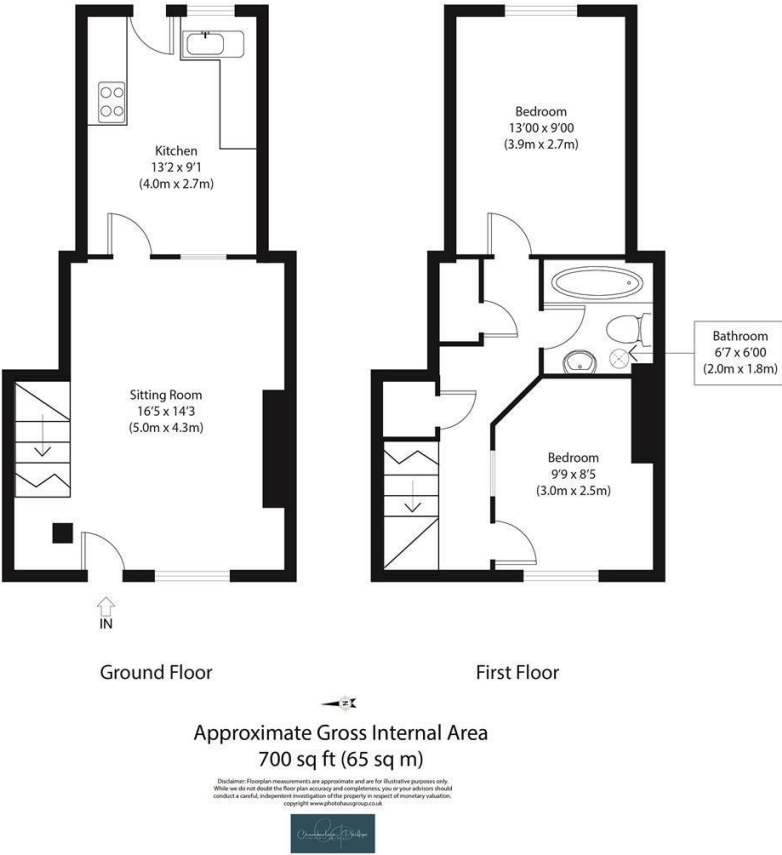 Kitchen
13'2 x 9'1
(4.0m x 2.7m)
Sitting Room
16'5 x 14'3
(5.0m x 4.3m)
IN
Bedroom
13'00 x 9'00
(3.9m x 2.7m)
Bathroom
6'7 x 6'00
(2.0m x 1.8m)
Bedroom
9'9 x 8'5
(3.0m x 2.5m)
Ground Floor
First Floor
N
Approximate Gross Internal Area
700 sq ft (65 sq m)
Disclaimer: Floorplan measurements are approximate and are for illustrative purposes only.
While we do not doubt the floor plan accuracy and completeness, you or your advisors should
conduct a careful, independent investigation of the property in respect of monetary valuation.
copyright www.photohausgroup.co.uk
Chamberlain Phillips